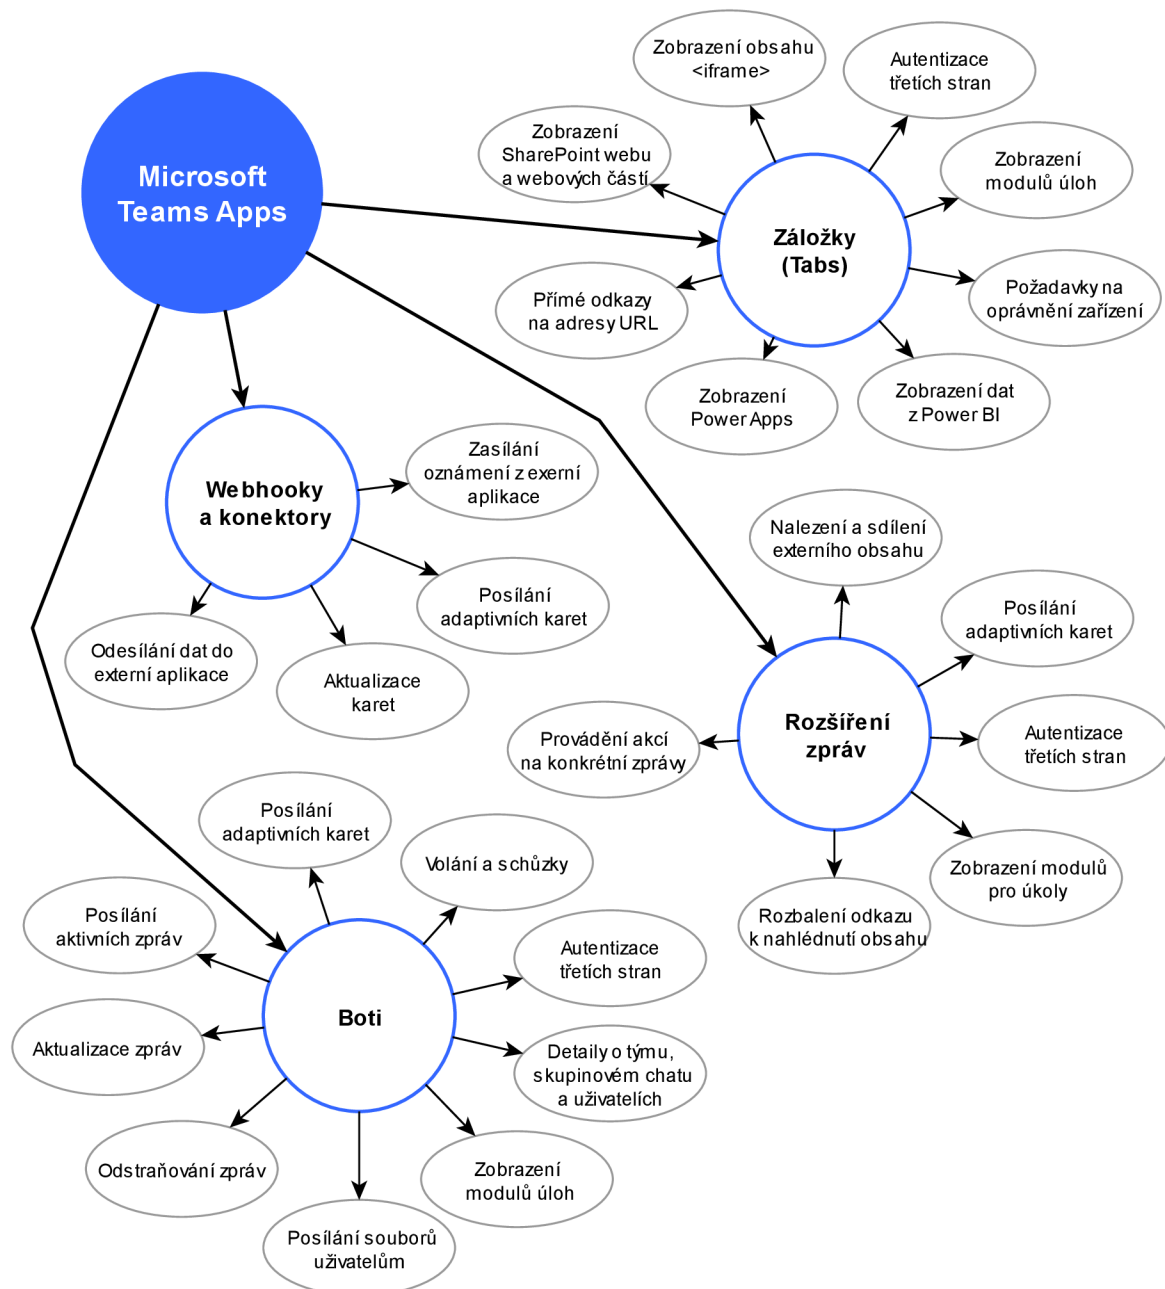 Microsoft
Teams Apps
Záložky
(Tabs)
Zobrazení obsahu
<iframe>
Autentizace
třetích stran
Zobrazení
SharePoint webu
a webových částí
Zobrazení
modulů úloh
Přímé odkazy
na adresy URL
Požadavky na
oprávnění zařízení
Zobrazení
Power Apps
Zobrazení dat
z Power BI
Webhooky
a konektory
Zasílání
oznámení z exerní
aplikace
Posílání
adaptivních karet
Odesílání dat do
externí aplikace
Aktualizace
karet
Rozšíření
zpráv
Nalezení a sdílení
externího obsahu
Posílání
adaptivních karet
Autentizace
třetích stran
Provádění akcí
na konkrétní zprávy
Zobrazení modulů
pro úkoly
Rozbalení odkazu
k nahlédnutí obsahu
Boti
Posílání
adaptivních karet
Volání a schůzky
Posílání
aktivních zpráv
Autentizace
třetích stran
Aktualizace zpráv
Detaily o týmu,
skupinovém chatu
a uživatelích
Odstraňování zpráv
Zobrazení
modulů úloh
Posílání souborů
uživatelům